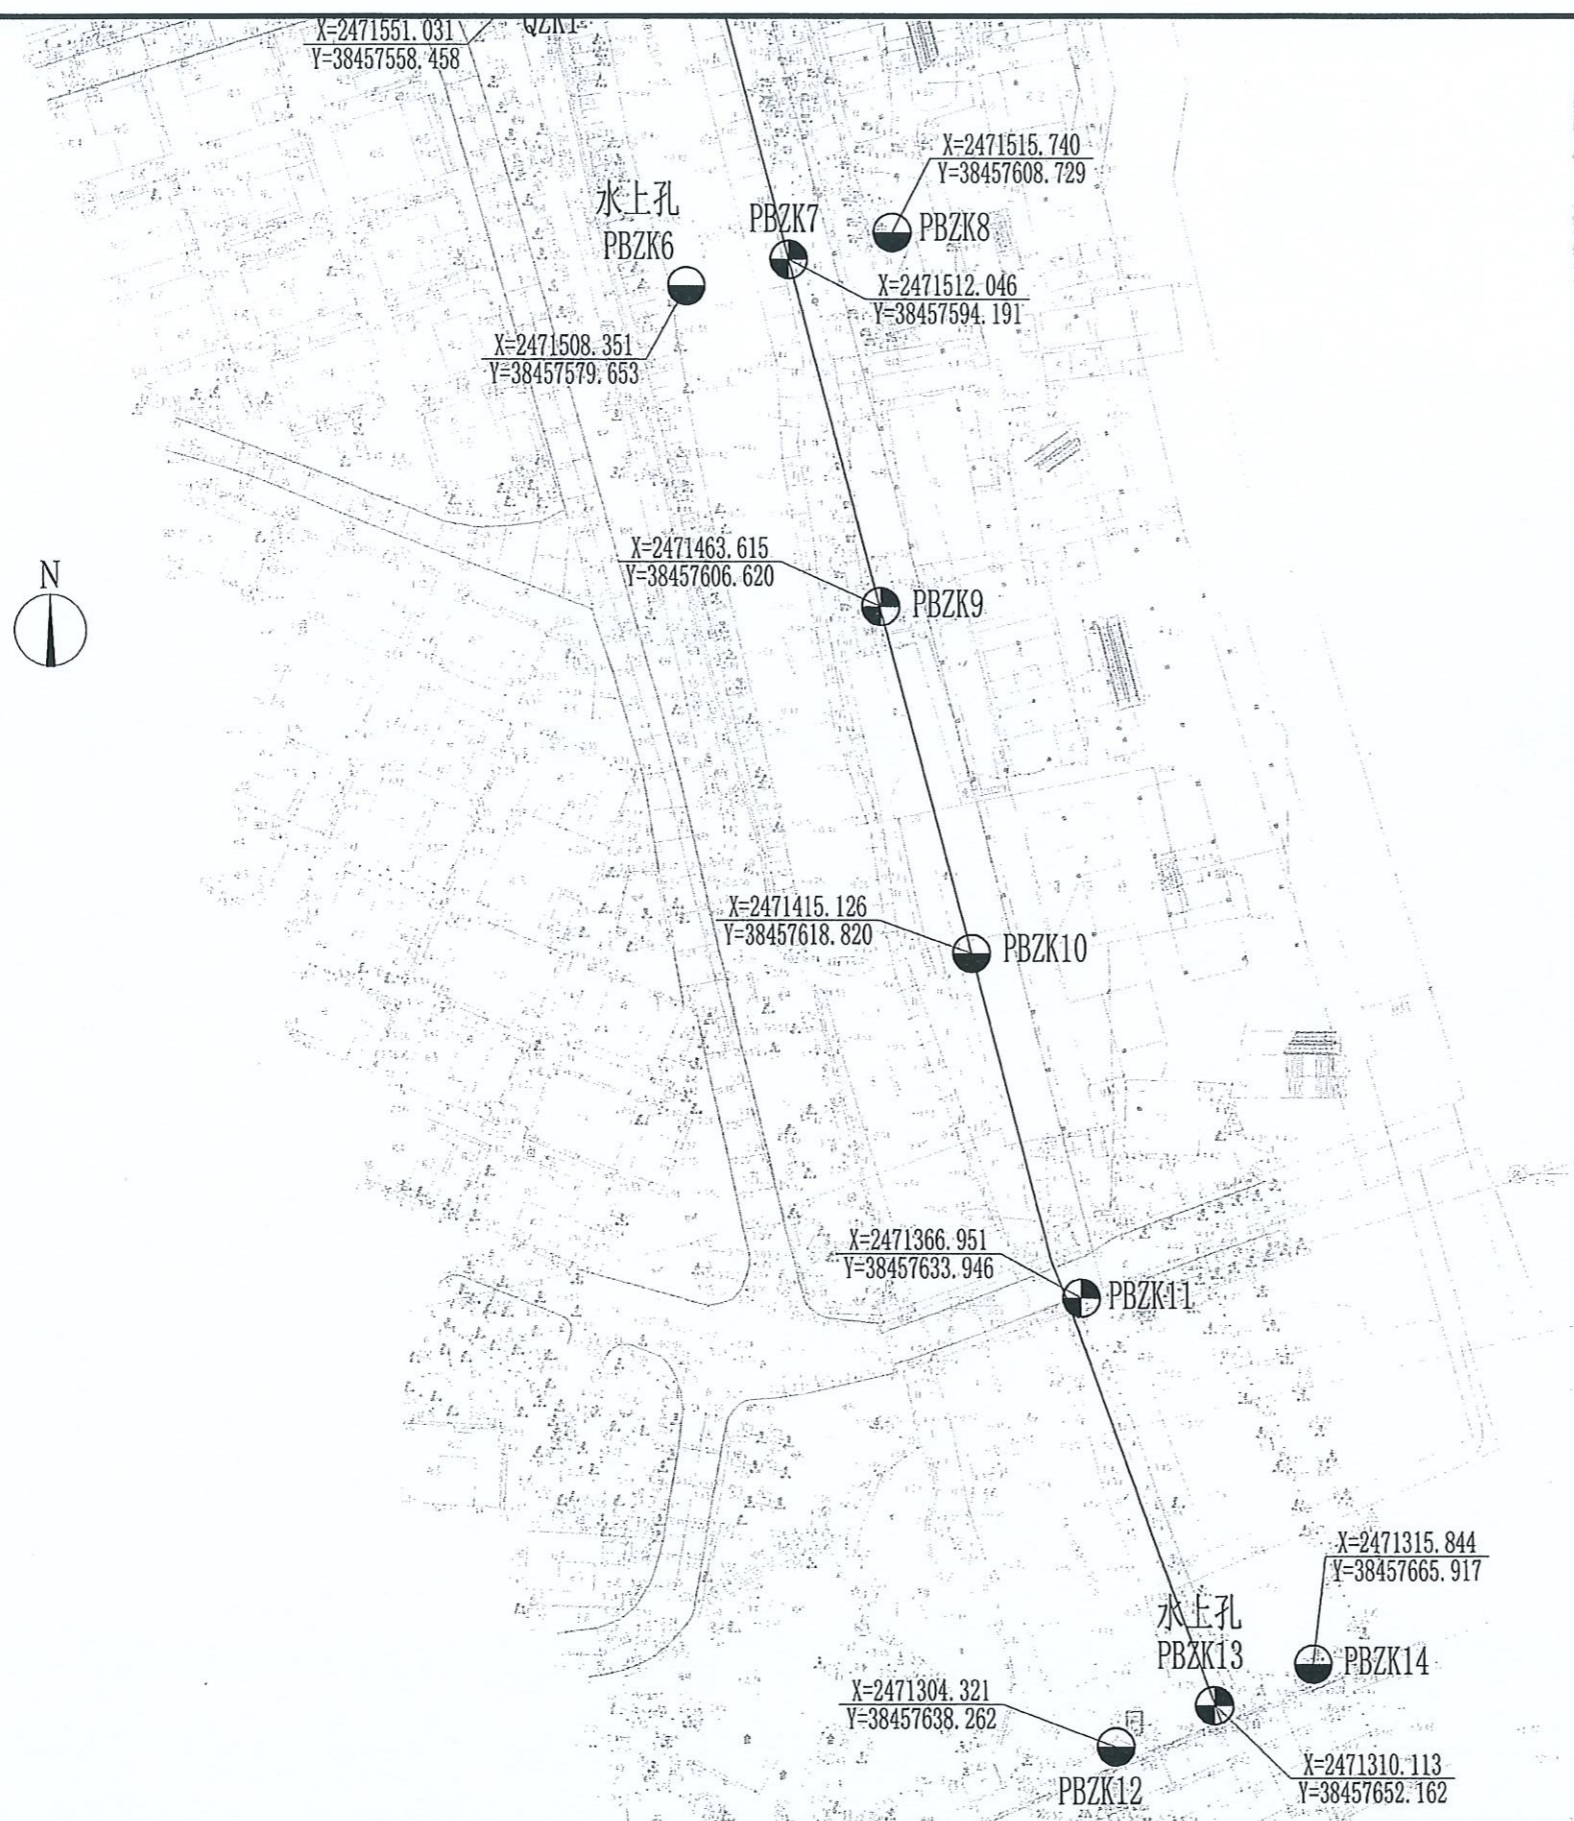 X=2471551.031
Y=38457558.458
QZK1
X=2471515.740
Y=38457608.729
水上孔
PBZK6
PBZK7
PBZK8
X=2471512.046
Y=38457594.191
X=2471508.351
Y=38457579.653
X=2471463.615
Y=38457606.620
N
PBZK9
X=2471415.126
Y=38457618.820
PBZK10
X=2471366.951
Y=38457633.946
PBZK11
X=2471315.844
Y=38457665.917
水上孔
PBZK13
PBZK14
X=2471304.321
Y=38457638.262
X=2471310.113
Y=38457652.162
PBZK12